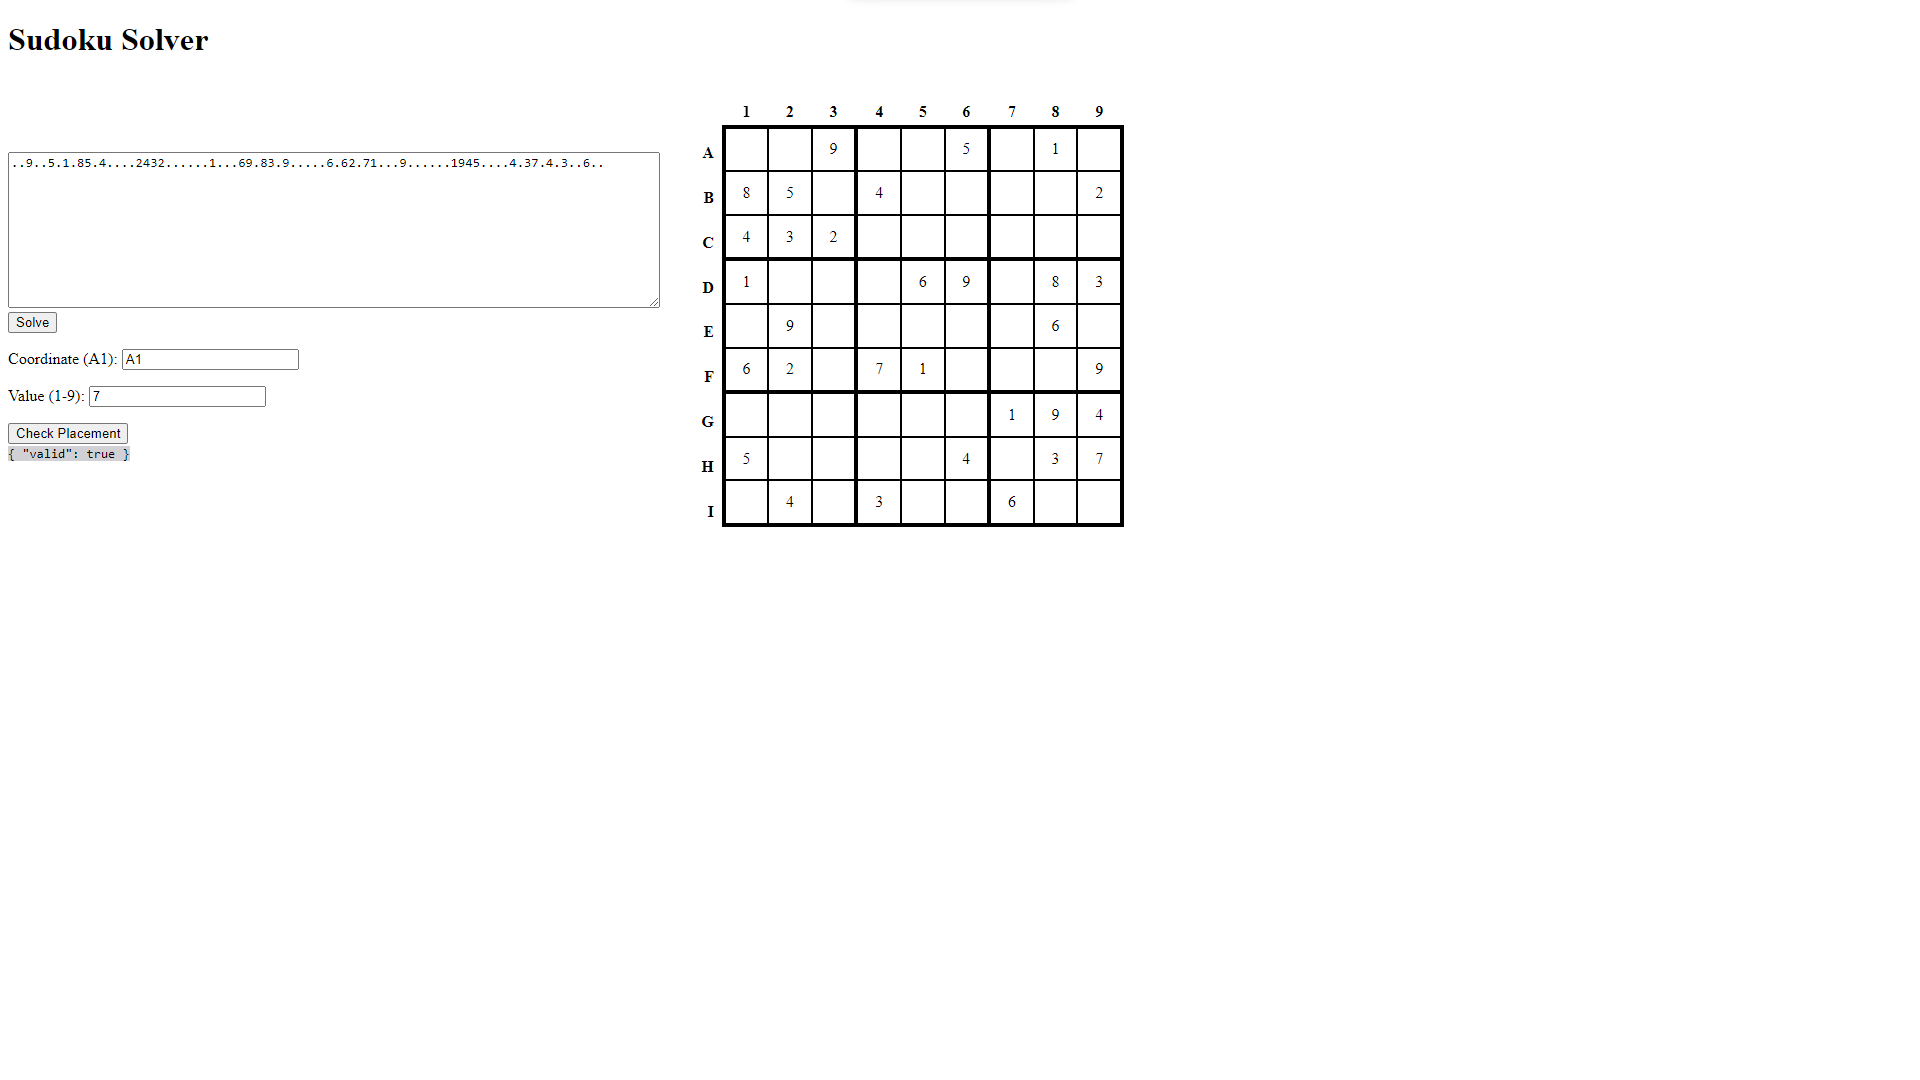 Sudoku Solver
..9..5.1.85.4....2432......1...69.83.9.....6.62.71...9......1945....4.37.4.3..6..
Solve
Coordinate (A1): A1
Value (1-9): 7
Check Placement
{ "valid": true }
1 2 3 4 5 6 7 8 9
A 9 5 1
B 8 5 4 2
C 4 3 2
D 1 6 9 8 3
E 9 6
F 6 2 7 1 9
G 1 9 4
H 5 4 3 7
I 4 3 6